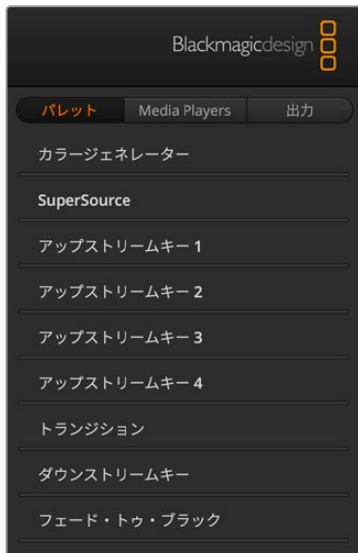 Blackmagicdesign
パレット Media Players 出力
カラージェネレーター
SuperSource
アップストリームキー 1
アップストリームキー 2
アップストリームキー 3
アップストリームキー 4
トランジション
ダウンストリームキー
フェード・トゥ・ブラック